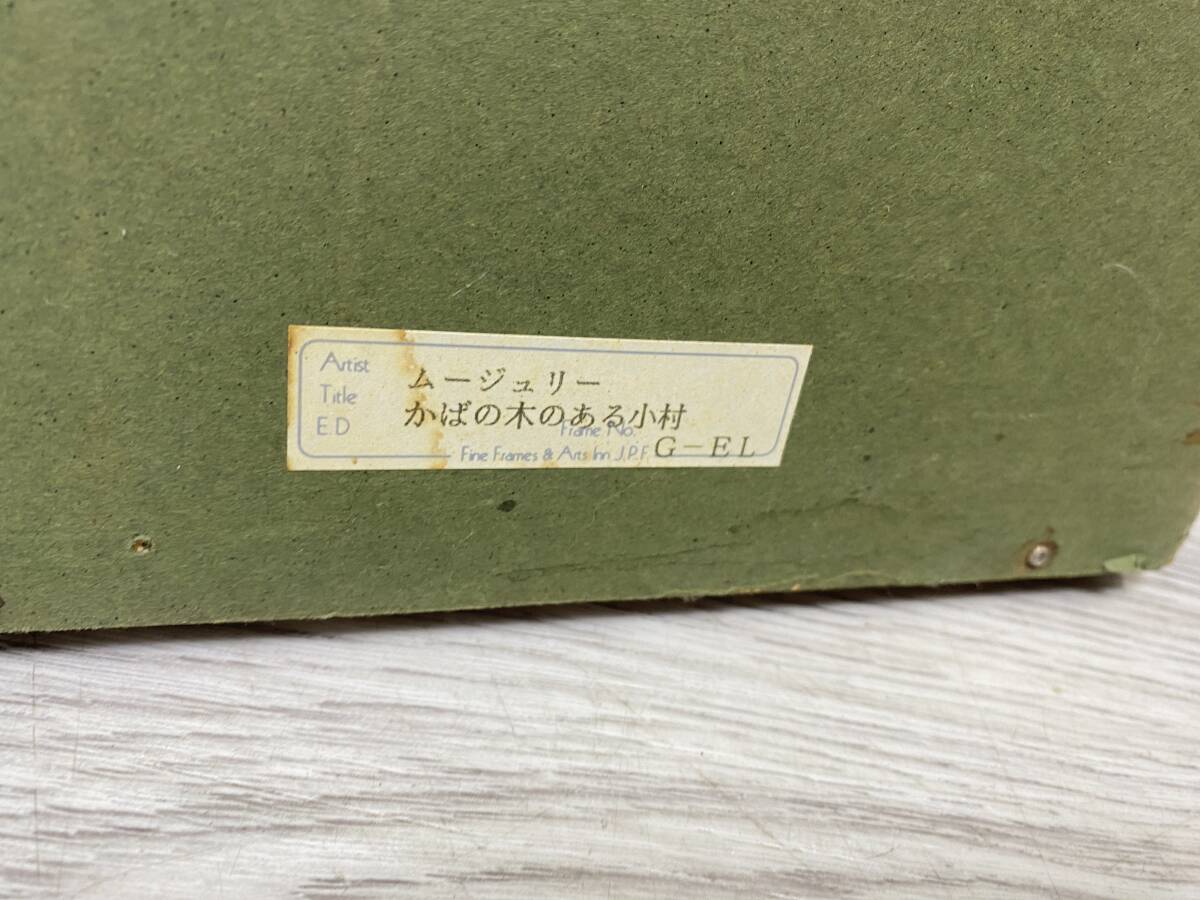 Artist ムージュリー
Title かばの木のある小村
E.D Frame No.
Fine Frames & Arts Inn J.P.F. G-EL